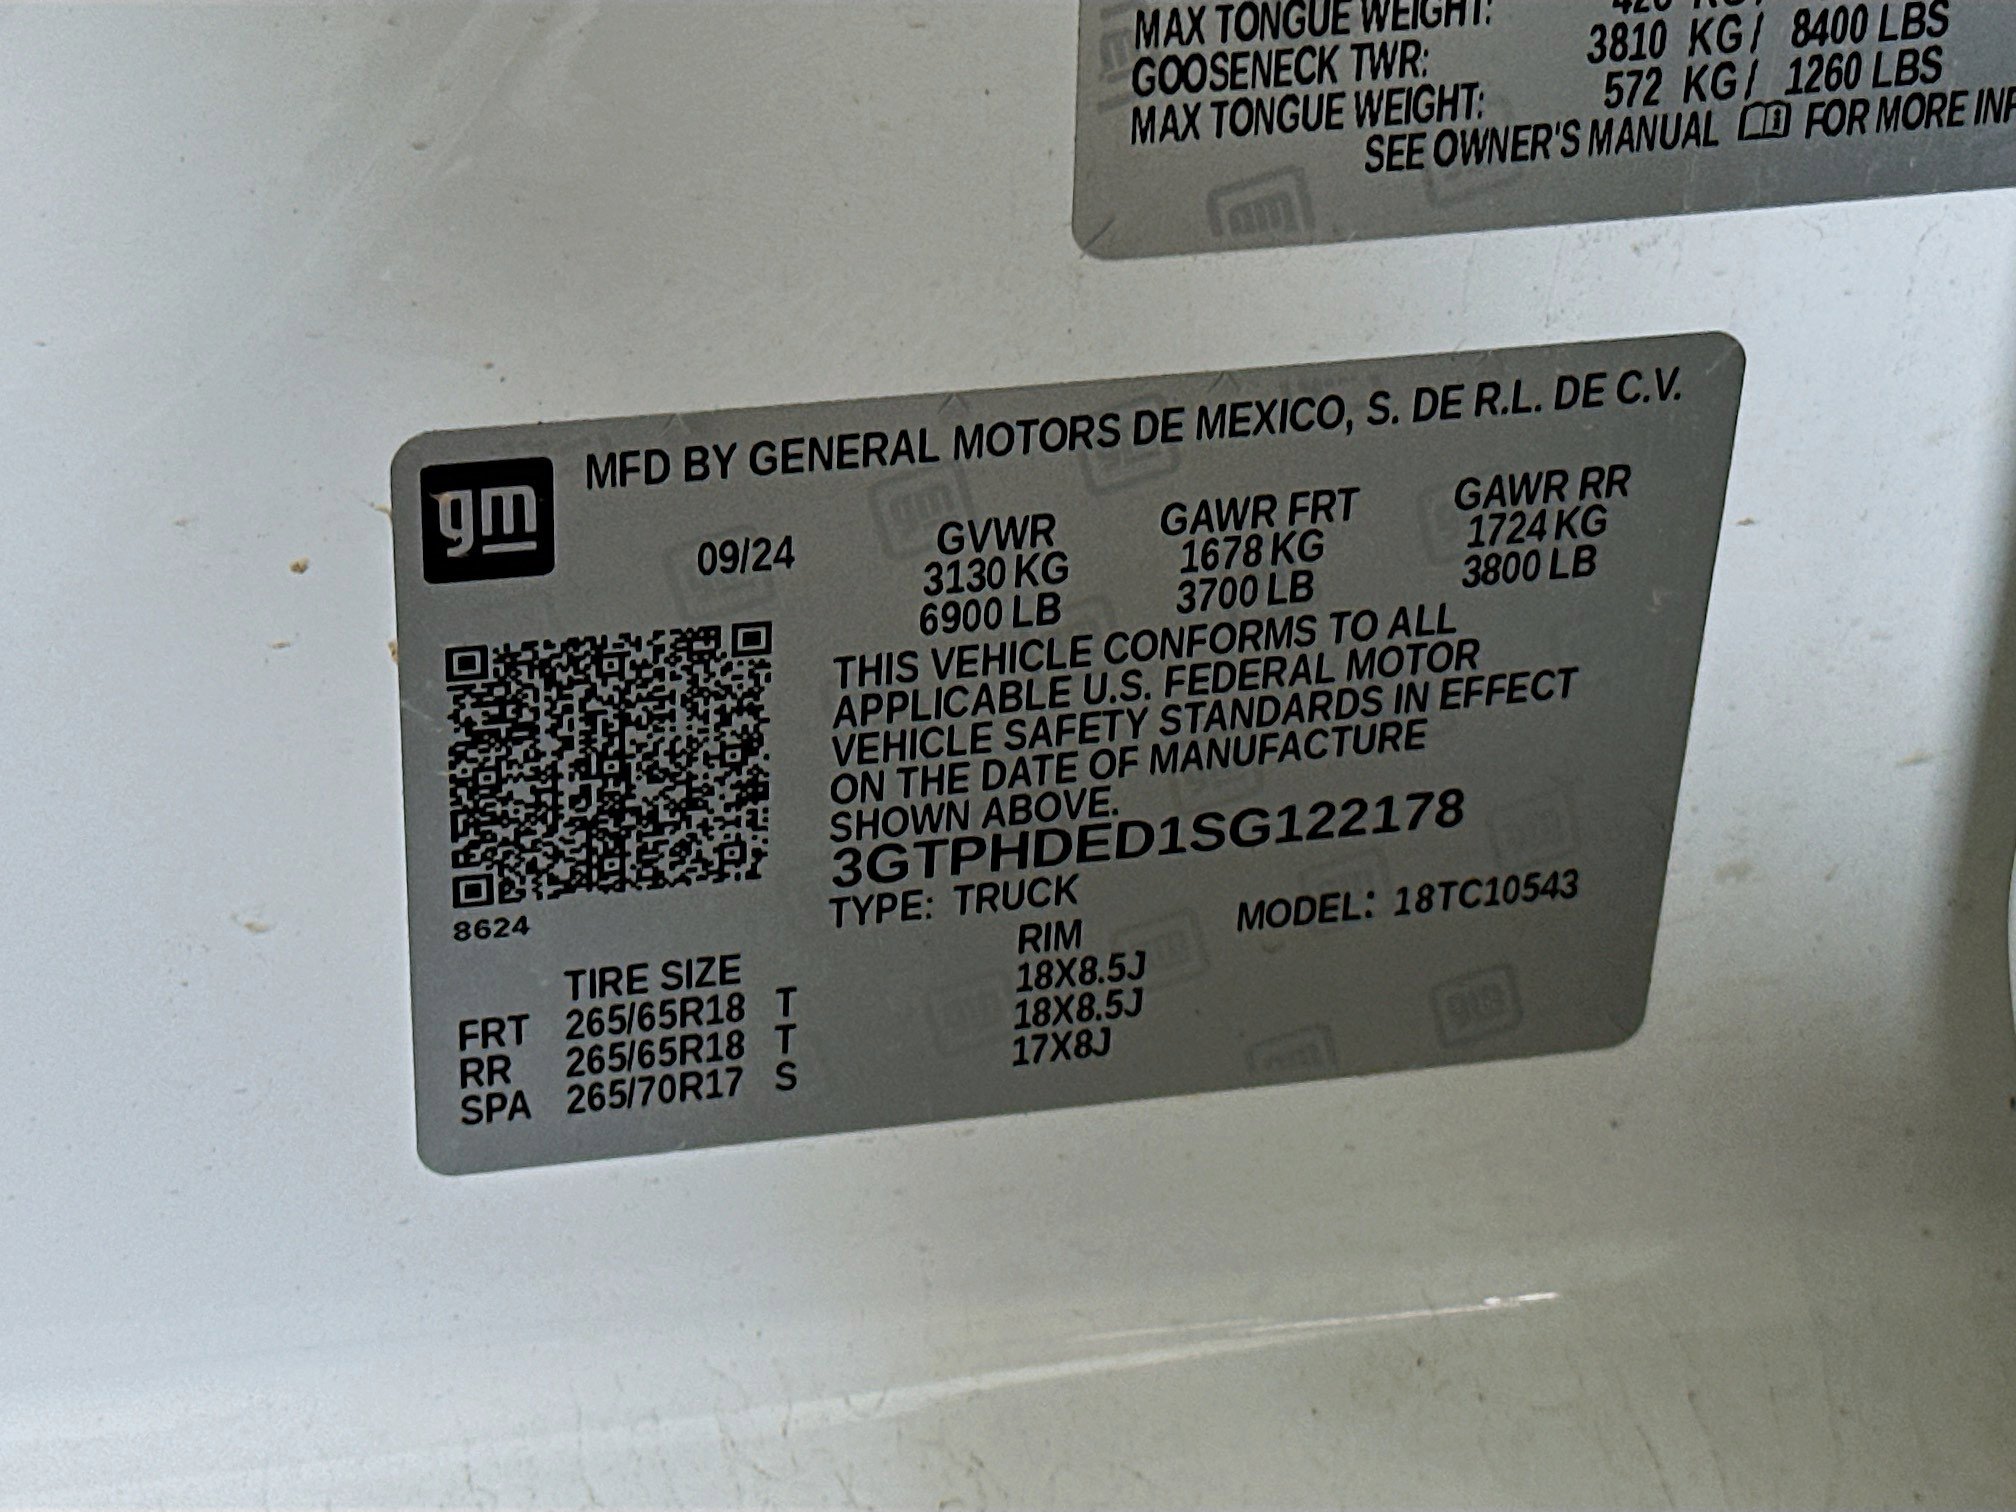 MAX TONGUE WEIGHT:
GOOSENECK TWR: 3810 KG/ 8400 LBS
MAX TONGUE WEIGHT: 572 KG/ 1260 LBS
SEE OWNER'S MANUAL FOR MORE
gm
MFD BY GENERAL MOTORS DE MEXICO, S. DE R.L. DE C.V.
09/24 GVWR GAWR FRT GAWR RR
3130 KG 1678 KG 1724 KG
6900 LB 3700 LB 3800 LB
THIS VEHICLE CONFORMS TO ALL
APPLICABLE U.S. FEDERAL MOTOR
VEHICLE SAFETY STANDARDS IN EFFECT
ON THE DATE OF MANUFACTURE
SHOWN ABOVE.
3GTPHDED1SG122178
TYPE: TRUCK MODEL: 18TC10543
8624
TIRE SIZE RIM
FRT 265/65R18 T 18X8.5J
RR 265/65R18 T 18X8.5J
SPA 265/70R17 S 17X8J